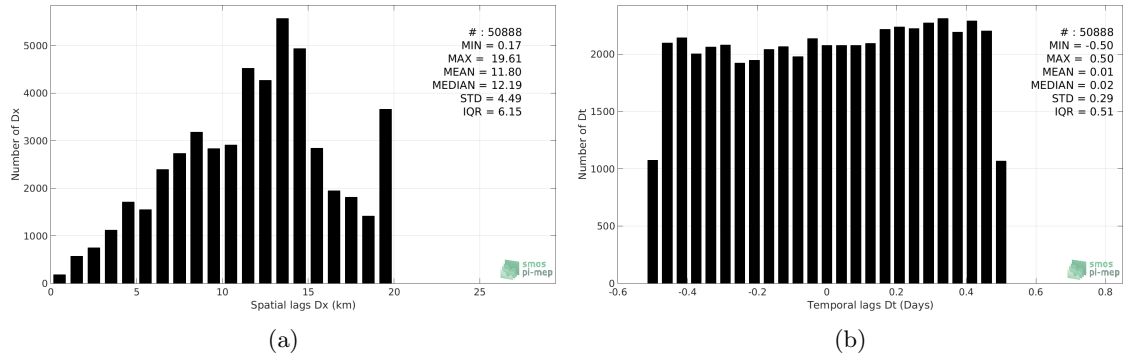 5000
4000
3000
2000
1000
0
Number of Dx
0 5 10 15 20 25
Spatial lags Dx (km)
# : 50888
MIN = 0.17
MAX = 19.61
MEAN = 11.80
MEDIAN = 12.19
STD = 4.49
IQR = 6.15
smos
pi-mep
(a)
2000
1500
1000
500
0
Number of Dt
-0.6 -0.4 -0.2 0 0.2 0.4 0.6 0.8
Temporal lags Dt (Days)
# : 50888
MIN = -0.50
MAX = 0.50
MEAN = 0.01
MEDIAN = 0.02
STD = 0.29
IQR = 0.51
smos
pi-mep
(b)